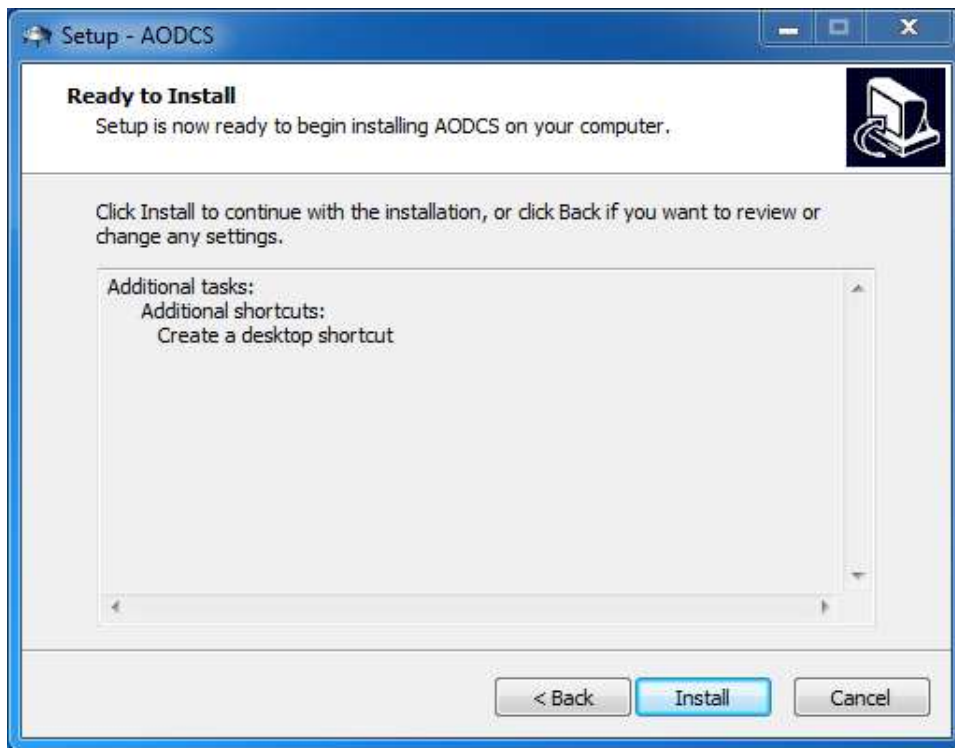 Setup - AODCS
Ready to Install
Setup is now ready to begin installing AODCS on your computer.
Click Install to continue with the installation, or click Back if you want to review or
change any settings.
Additional tasks:
Additional shortcuts:
Create a desktop shortcut
< Back
Install
Cancel